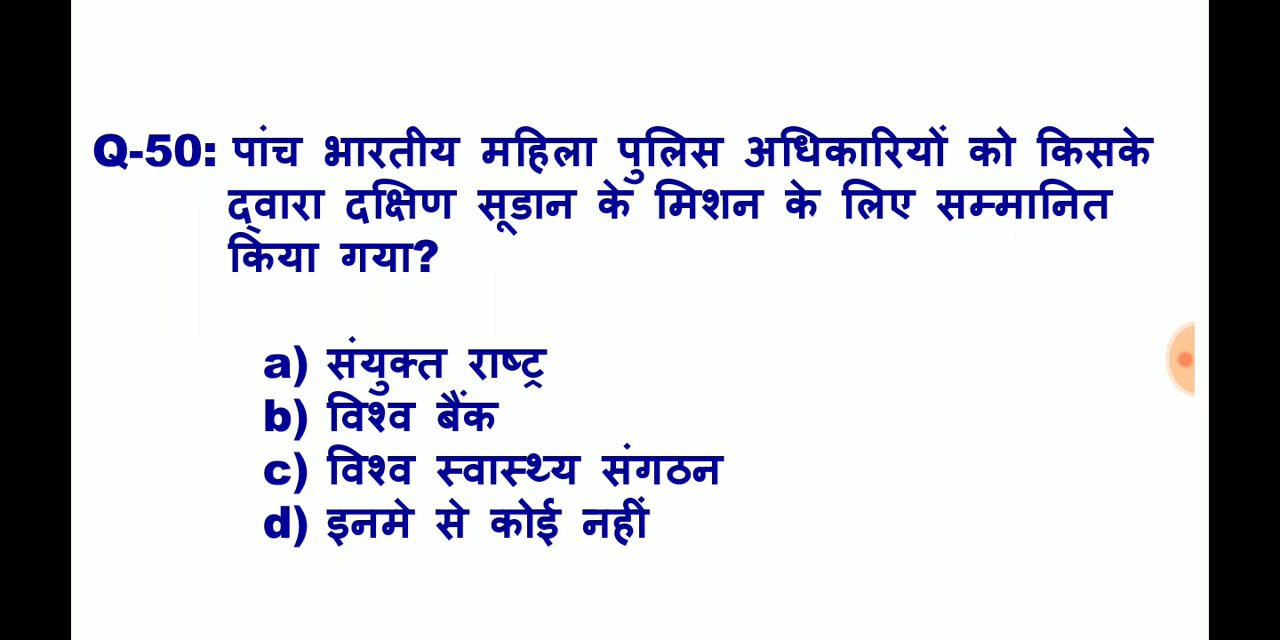 Q-50: पांच भारतीय महिला पुलिस अधिकारियों को किसके
द्वारा दक्षिण सूडान के मिशन के लिए सम्मानित
किया गया?
a) संयुक्त राष्ट्र
b) विश्व बैंक
c) विश्व स्वास्थ्य संगठन
d) इनमे से कोई नहीं